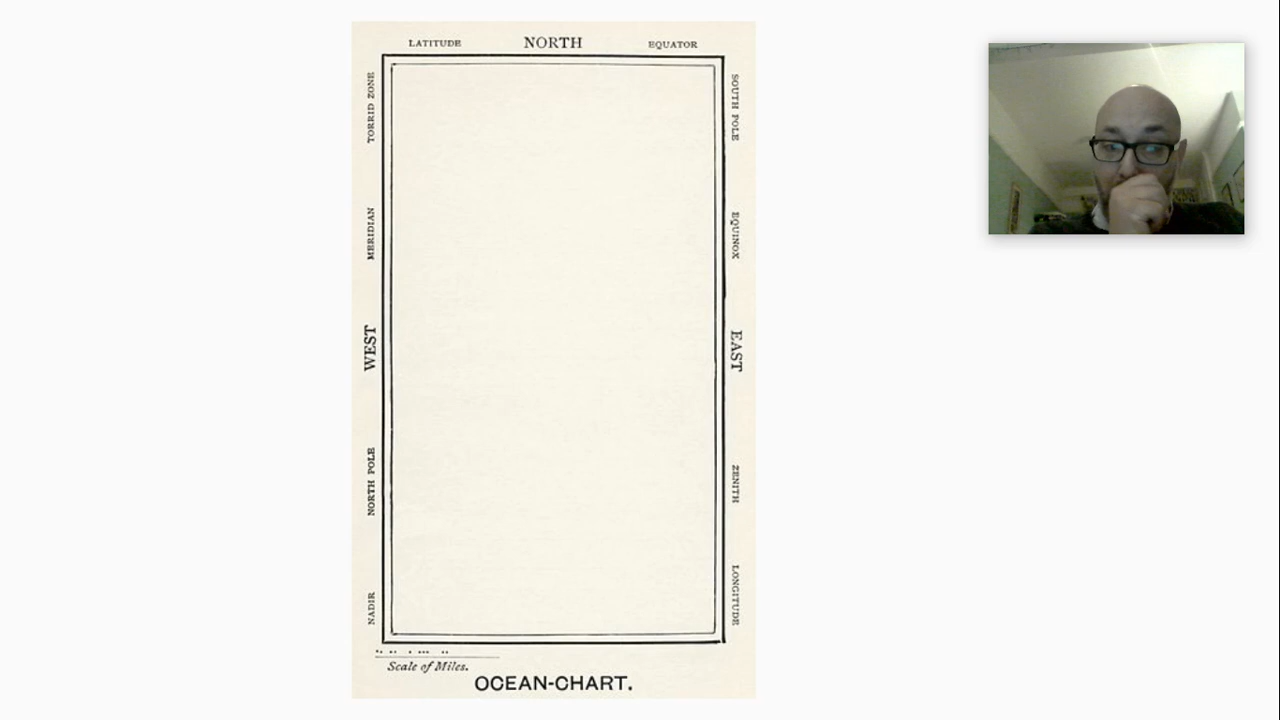 LATITUDE NORTH EQUATOR
TORRID ZONE
MERIDIAN
WEST
NORTH POLE
NADIR
SOUTH POLE
EQUINOX
EAST
ZENITH
LONGITUDE
Scale of Miles.
OCEAN-CHART.